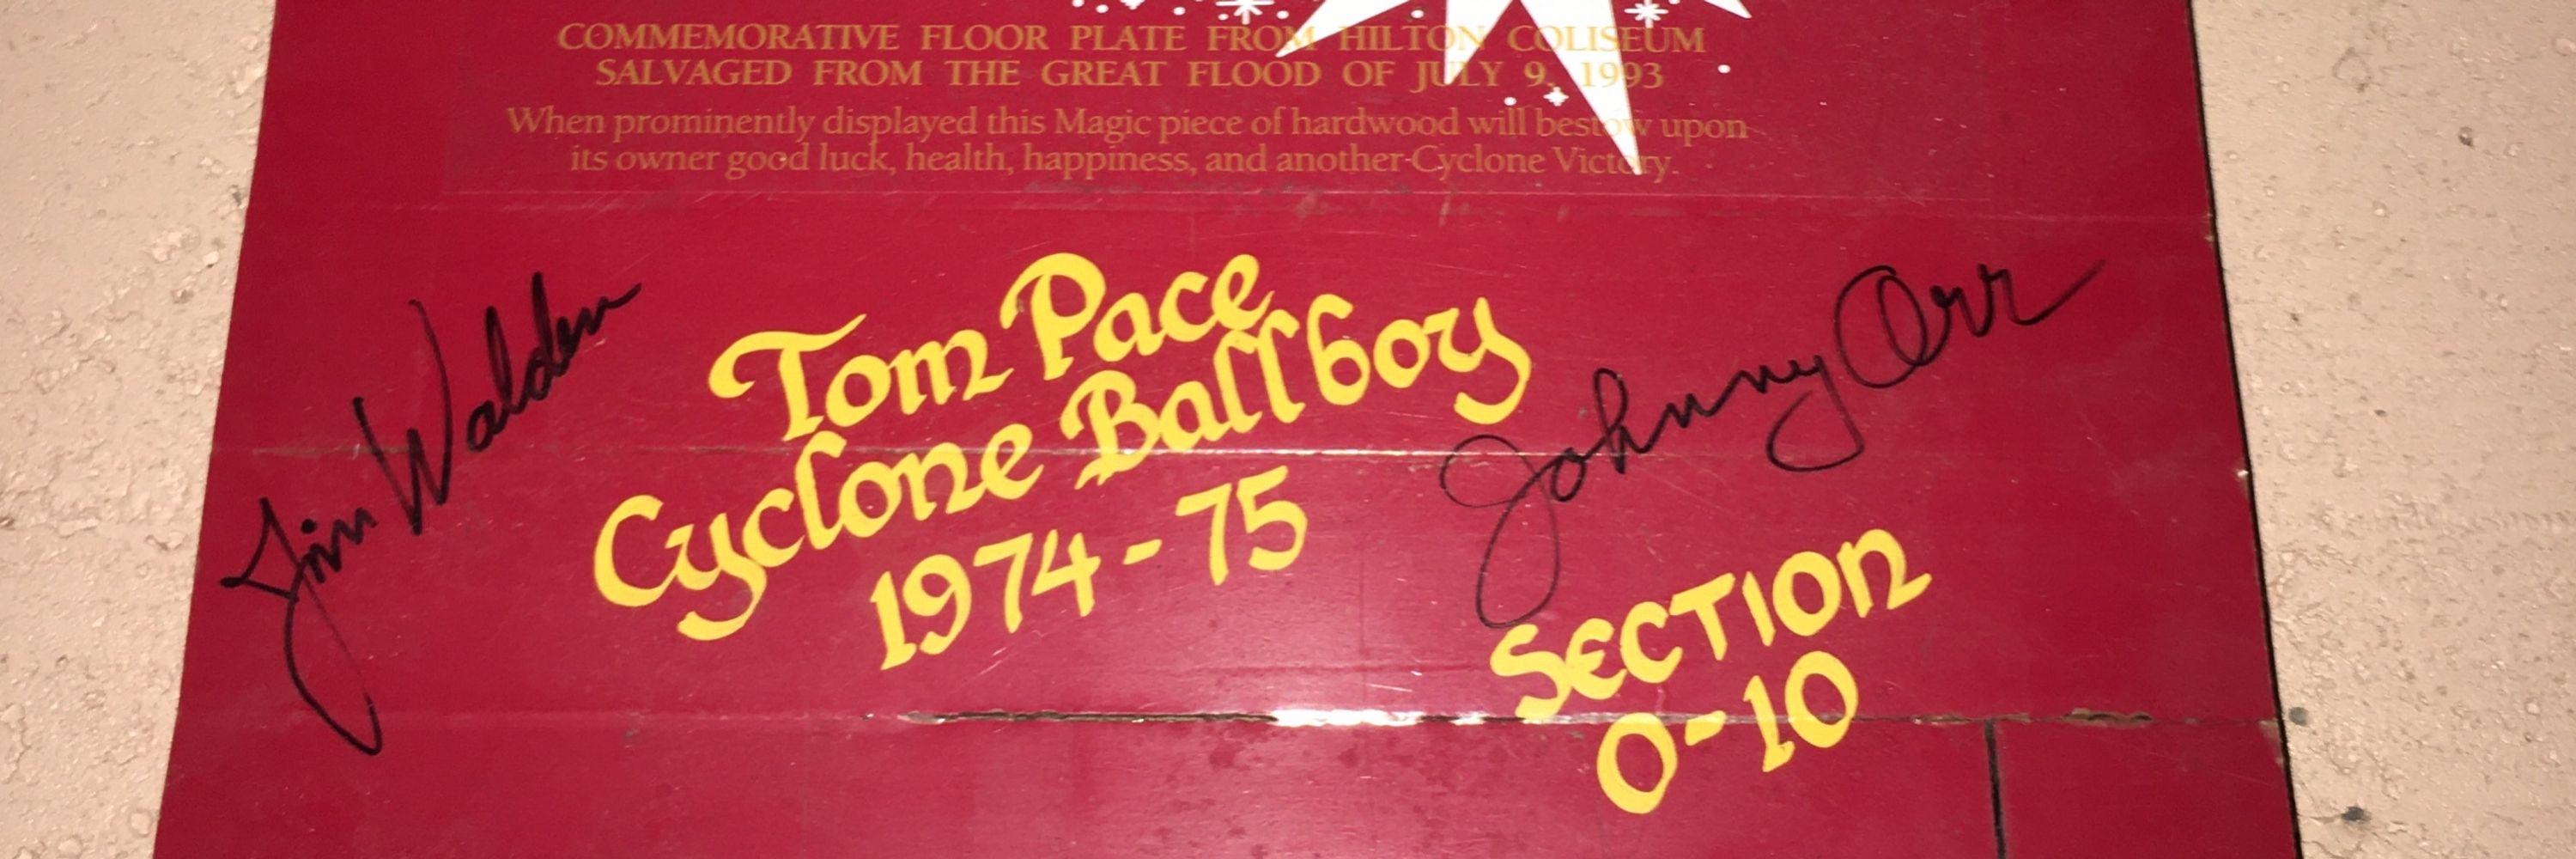 COMMEMORATIVE FLOOR PLATE FROM HILTON COLISEUM
SALVAGED FROM THE GREAT FLOOD OF JULY 9, 1993
When prominently displayed this Magic piece of hardwood will bestow upon
its owner good luck, health, happiness, and another Cyclone Victory.
Jim Walden
Tom Pace
Cyclone Ballboy
1974-75
Johnny Orr
SECTION
0-10